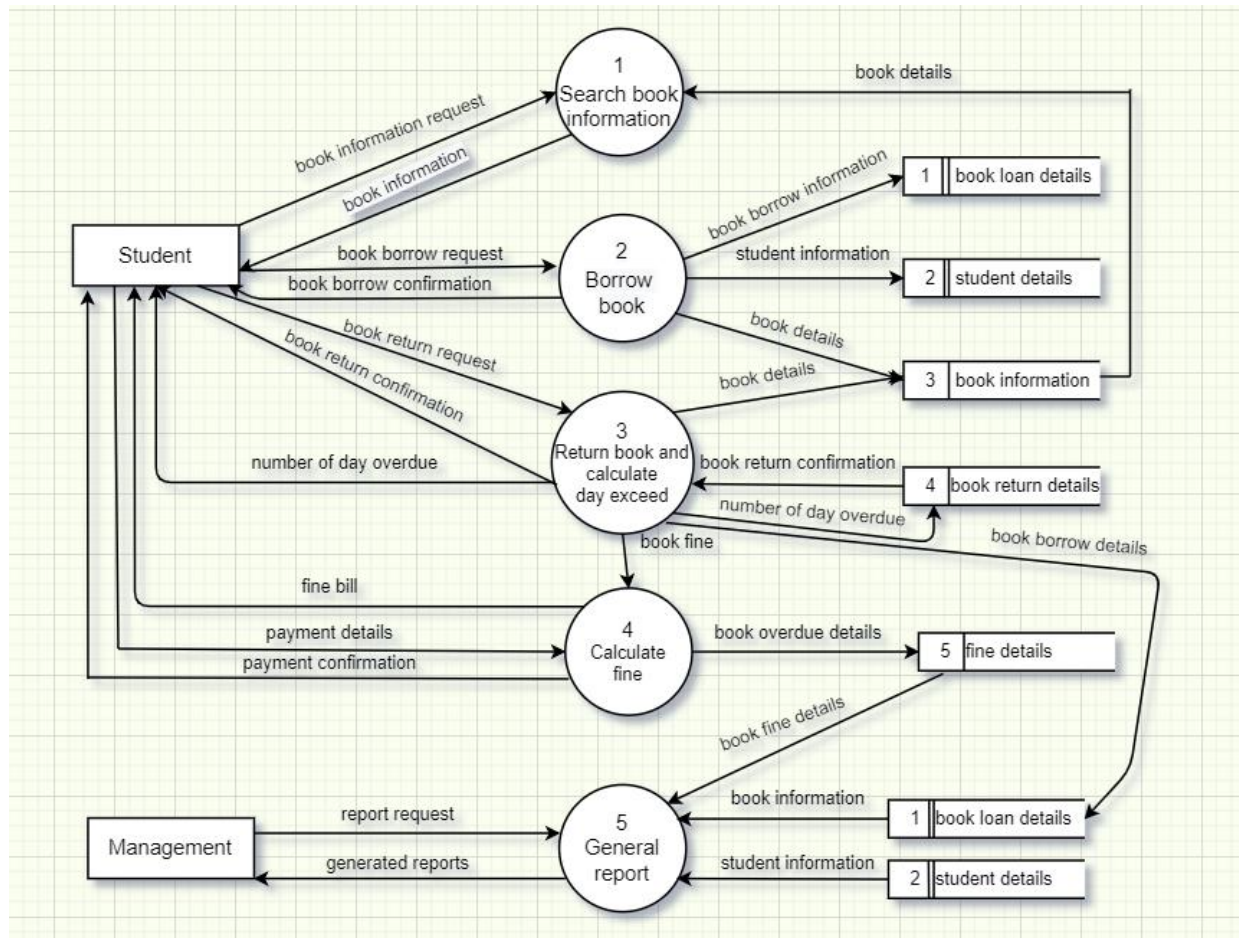 1
Search book
information
book details
book information request
book information
book borrow information
1 book loan details
Student
book borrow request
book borrow confirmation
2
Borrow
book
student information
2 student details
book details
book return request
book return confirmation
book details
3 book information
3
Return book and
calculate
day exceed
number of day overdue
book return confirmation
4 book return details
number of day overdue
book borrow details
book fine
fine bill
payment details
payment confirmation
4
Calculate
fine
book overdue details
5 fine details
book fine details
Management
report request
generated reports
5
General
report
book information
1 book loan details
student information
2 student details